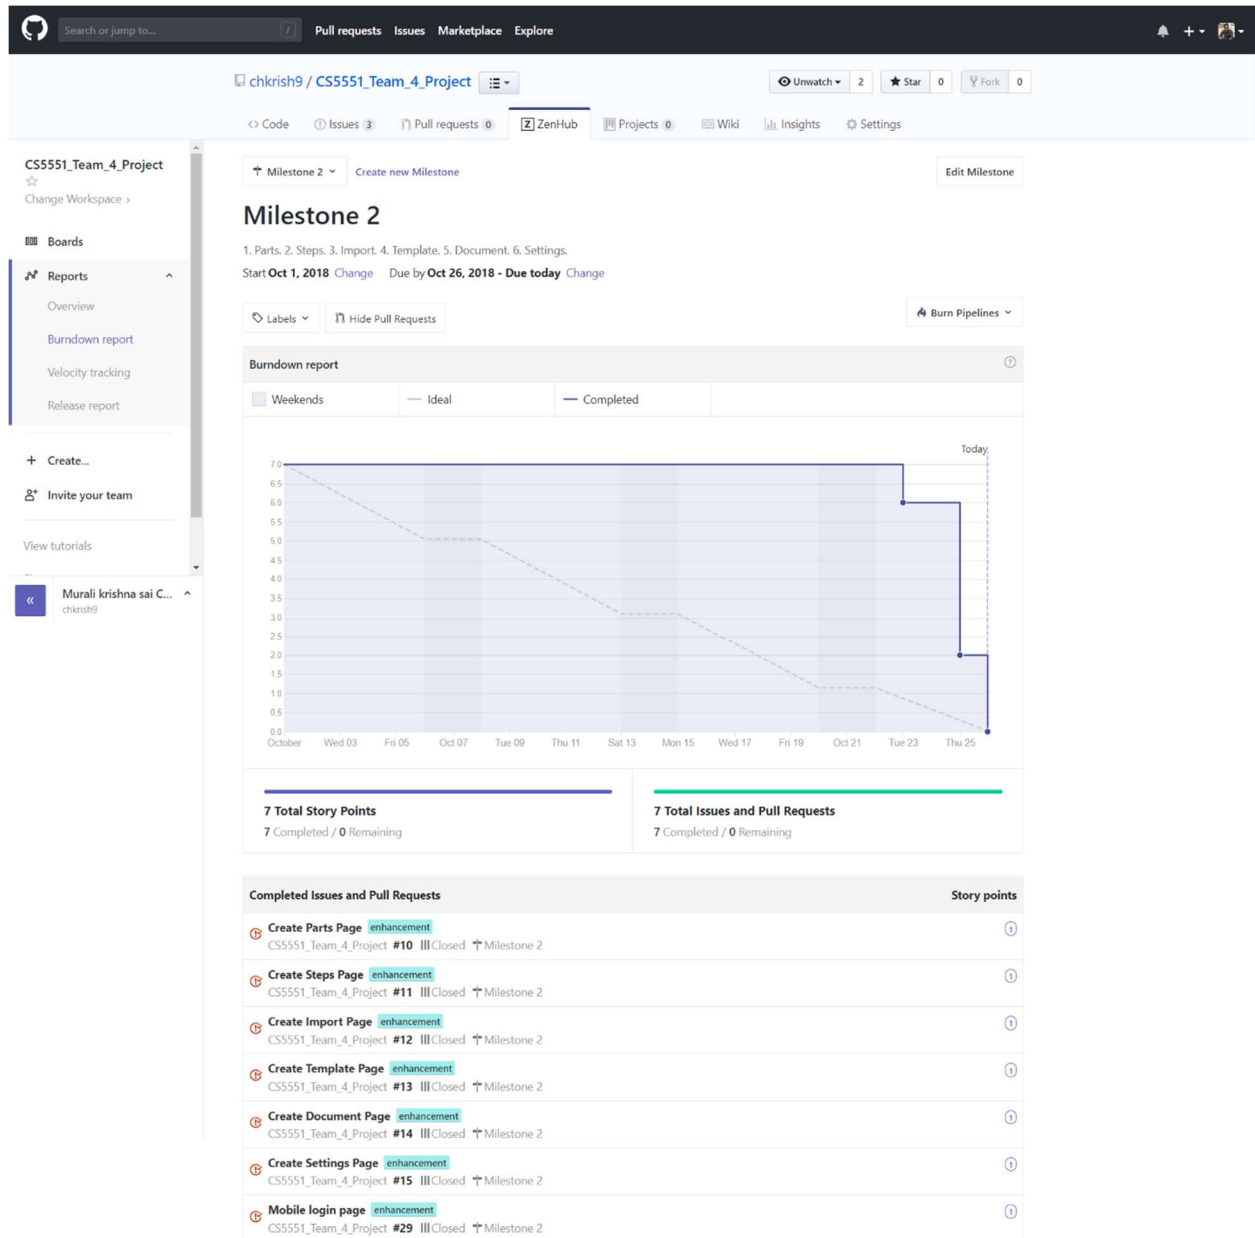 Search or jump to... /
Pull requests Issues Marketplace Explore
chkrish9 / CS5551_Team_4_Project
Unwatch 2 Star 0 Fork 0
Code Issues 3 Pull requests 0 Z ZenHub Projects 0 Wiki Insights Settings
CS5551_Team_4_Project
Change Workspace ›
Boards
Reports
Overview
Burndown report
Velocity tracking
Release report
+ Create...
Invite your team
View tutorials
«
Murali krishna sai C...
chkrish9
Milestone 2 Create new Milestone Edit Milestone
Milestone 2
1. Parts. 2. Steps. 3. Import. 4. Template. 5. Document. 6. Settings.
Start Oct 1, 2018 Change Due by Oct 26, 2018 - Due today Change
Labels Hide Pull Requests Burn Pipelines
Burndown report ?
Weekends Ideal Completed
Today
7.0
6.5
6.0
5.5
5.0
4.5
4.0
3.5
3.0
2.5
2.0
1.5
1.0
0.5
0.0
October Wed 03 Fri 05 Oct 07 Tue 09 Thu 11 Sat 13 Mon 15 Wed 17 Fri 19 Oct 21 Tue 23 Thu 25
7 Total Story Points
7 Completed / 0 Remaining
7 Total Issues and Pull Requests
7 Completed / 0 Remaining
Completed Issues and Pull Requests Story points
Create Parts Page enhancement 1
CS5551_Team_4_Project #10 Closed Milestone 2
Create Steps Page enhancement 1
CS5551_Team_4_Project #11 Closed Milestone 2
Create Import Page enhancement 1
CS5551_Team_4_Project #12 Closed Milestone 2
Create Template Page enhancement 1
CS5551_Team_4_Project #13 Closed Milestone 2
Create Document Page enhancement 1
CS5551_Team_4_Project #14 Closed Milestone 2
Create Settings Page enhancement 1
CS5551_Team_4_Project #15 Closed Milestone 2
Mobile login page enhancement 1
CS5551_Team_4_Project #29 Closed Milestone 2